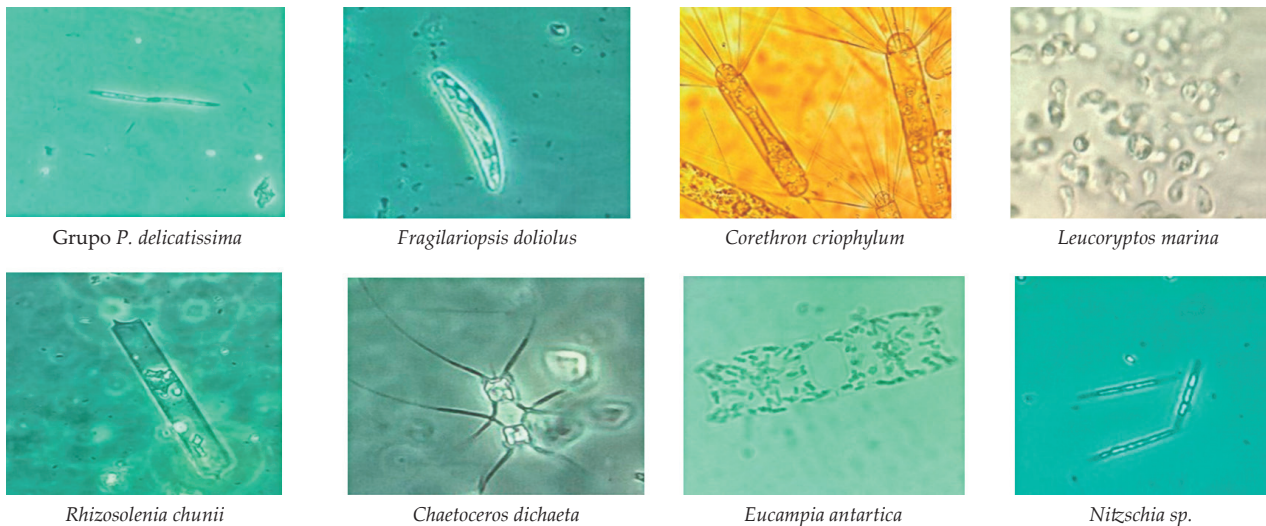 Grupo P. delicatissima
Fragilariopsis doliolus
Corethron criophylum
Leucoryptos marina
Rhizosolenia chunii
Chaetoceros dichaeta
Eucampia antartica
Nitzschia sp.